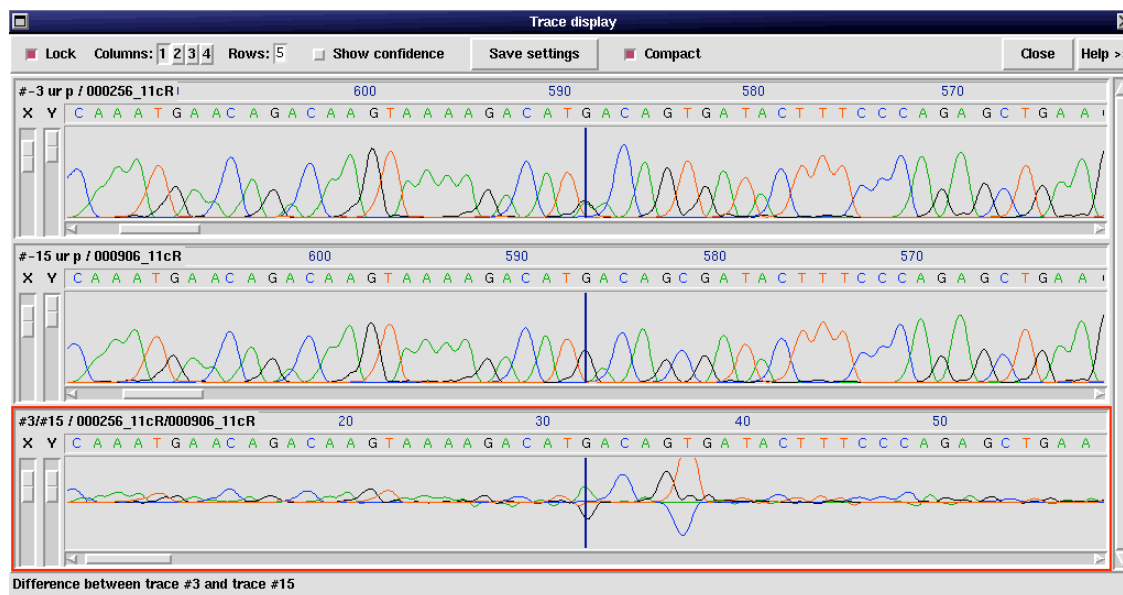 Trace display
Lock Columns: 1 2 3 4 Rows: 5 Show confidence Save settings Compact Close Help >
#-3 ur p / 000256_11cR 600 590 580 570
X Y C A A A T G A A C A G A C A A G T A A A A G A C A T G A C A G T G A T A C T T T C C C A G A G C T G A A
#-15 ur p / 000906_11cR 600 590 580 570
X Y C A A A T G A A C A G A C A A G T A A A A G A C A T G A C A G C G A T A C T T T C C C A G A G C T G A A
#3/#15 / 000256_11cR/000906_11cR 20 30 40 50
X Y C A A A T G A A C A G A C A A G T A A A A G A C A T G A C A G T G A T A C T T T C C C A G A G C T G A A
Difference between trace #3 and trace #15